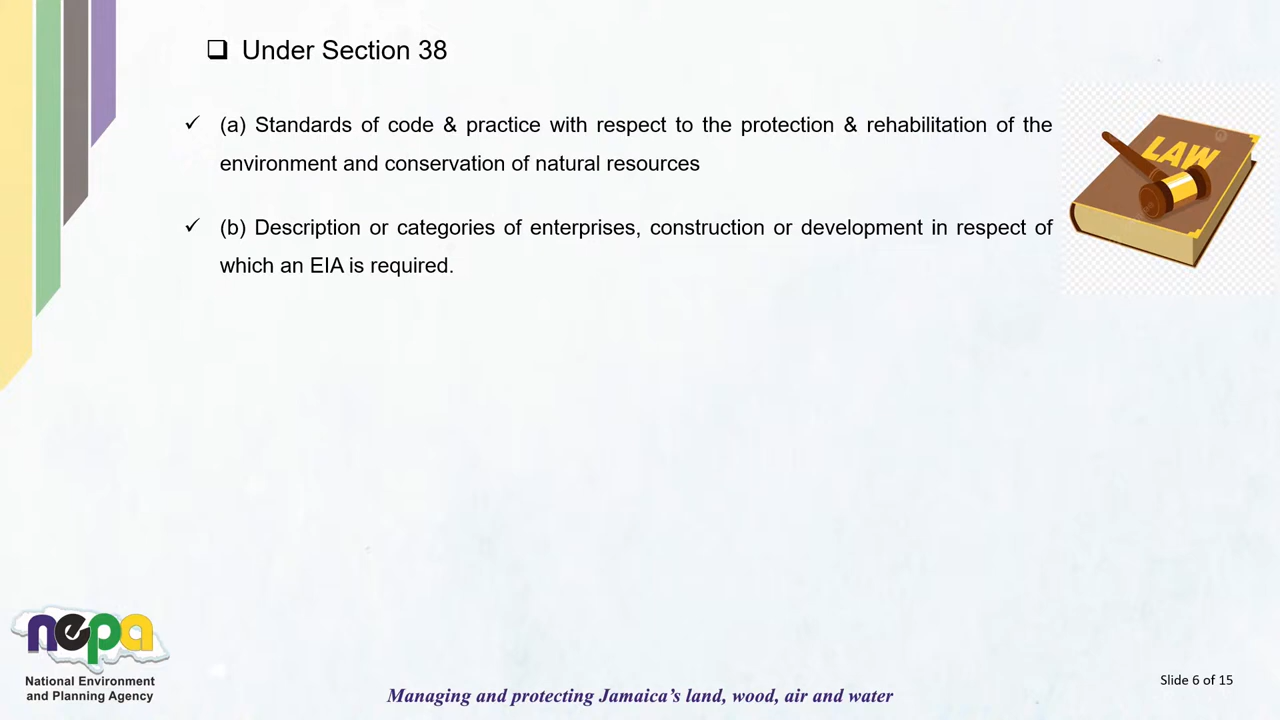 Under Section 38
(a) Standards of code & practice with respect to the protection & rehabilitation of the
environment and conservation of natural resources
LAW
(b) Description or categories of enterprises, construction or development in respect of
which an EIA is required.
nepa
National Environment
and Planning Agency
Managing and protecting Jamaica's land, wood, air and water
Slide 6 of 15